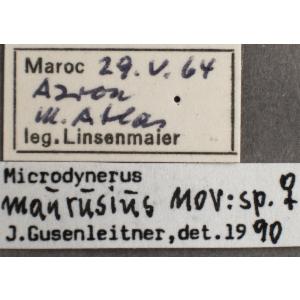 Maroc 29.V.64
Azrou
M. Atlas
leg. Linsenmaier
Microdynerus
maurusius nov: sp. ♀
J.Gusenleitner, det.1990